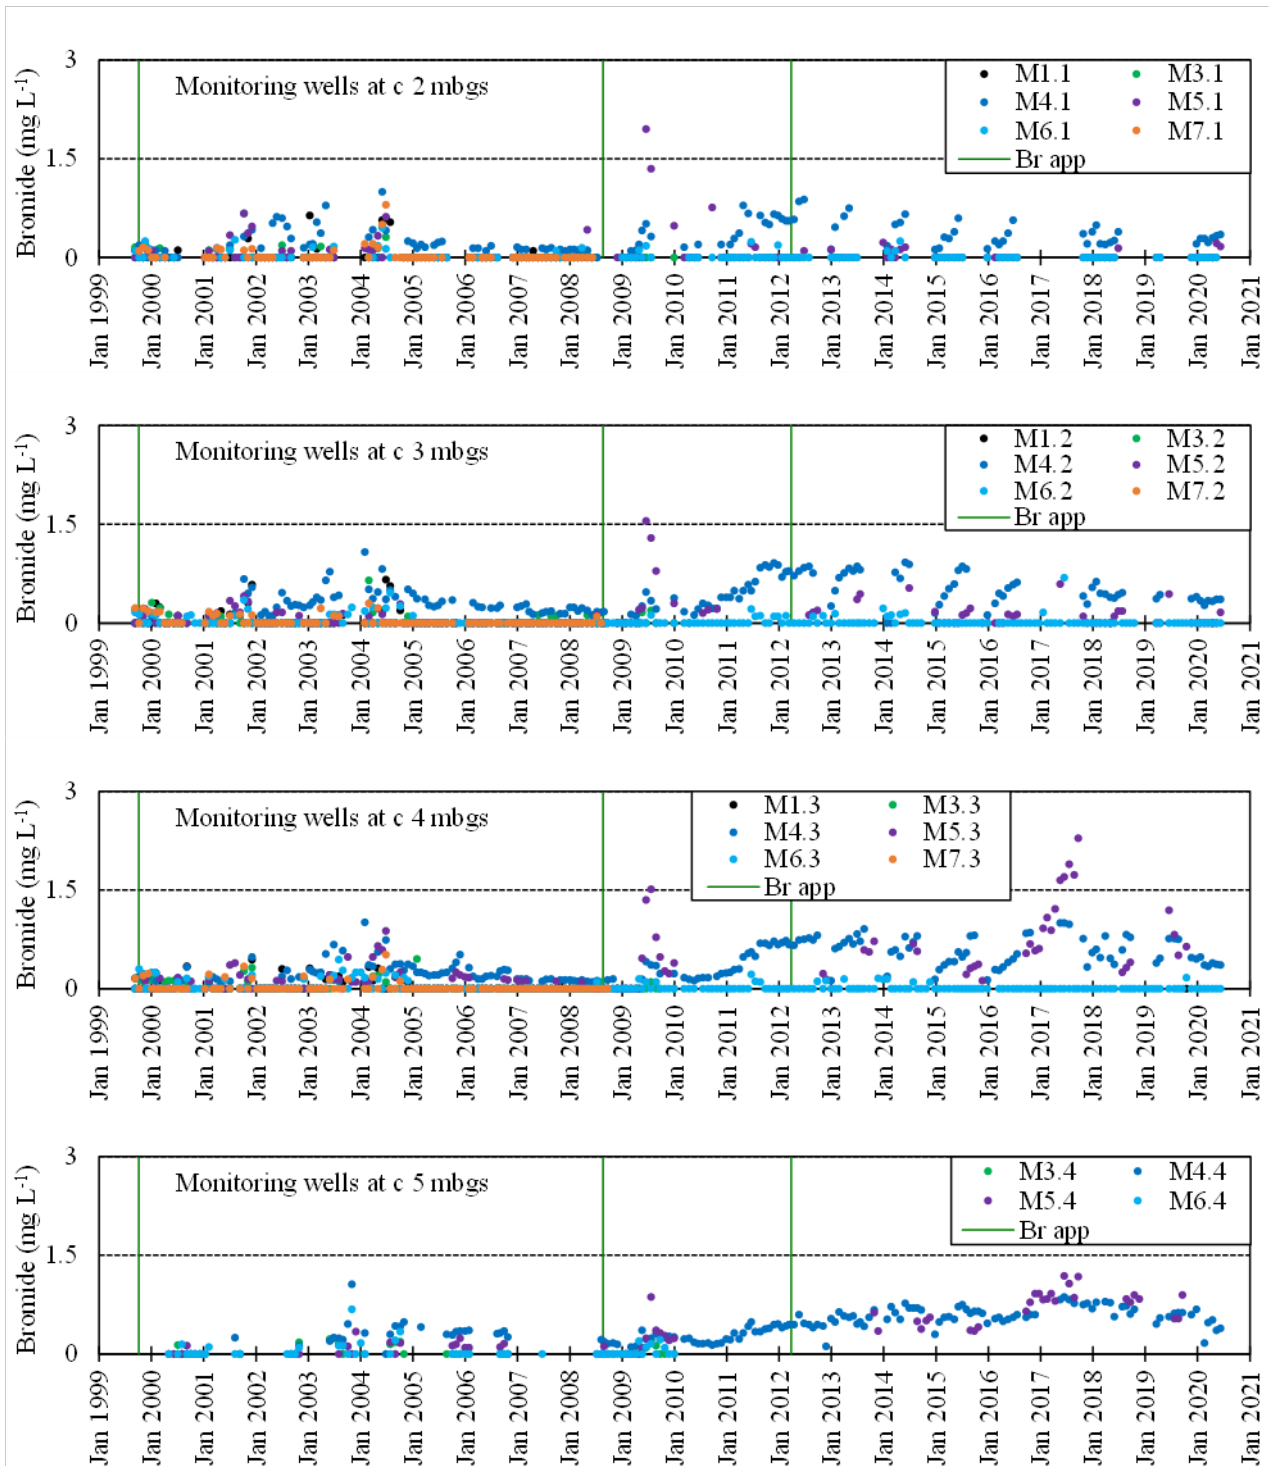 3
Monitoring wells at c 2 mbgs
M1.1 M3.1
M4.1 M5.1
M6.1 M7.1
Br app
1.5
0
Bromide (mg L⁻¹)
Jan 1999 Jan 2000 Jan 2001 Jan 2002 Jan 2003 Jan 2004 Jan 2005 Jan 2006 Jan 2007 Jan 2008 Jan 2009 Jan 2010 Jan 2011 Jan 2012 Jan 2013 Jan 2014 Jan 2015 Jan 2016 Jan 2017 Jan 2018 Jan 2019 Jan 2020 Jan 2021
3
Monitoring wells at c 3 mbgs
M1.2 M3.2
M4.2 M5.2
M6.2 M7.2
Br app
1.5
0
Bromide (mg L⁻¹)
Jan 1999 Jan 2000 Jan 2001 Jan 2002 Jan 2003 Jan 2004 Jan 2005 Jan 2006 Jan 2007 Jan 2008 Jan 2009 Jan 2010 Jan 2011 Jan 2012 Jan 2013 Jan 2014 Jan 2015 Jan 2016 Jan 2017 Jan 2018 Jan 2019 Jan 2020 Jan 2021
3
Monitoring wells at c 4 mbgs
M1.3 M3.3
M4.3 M5.3
M6.3 M7.3
Br app
1.5
0
Bromide (mg L⁻¹)
Jan 1999 Jan 2000 Jan 2001 Jan 2002 Jan 2003 Jan 2004 Jan 2005 Jan 2006 Jan 2007 Jan 2008 Jan 2009 Jan 2010 Jan 2011 Jan 2012 Jan 2013 Jan 2014 Jan 2015 Jan 2016 Jan 2017 Jan 2018 Jan 2019 Jan 2020 Jan 2021
3
Monitoring wells at c 5 mbgs
M3.4 M4.4
M5.4 M6.4
Br app
1.5
0
Bromide (mg L⁻¹)
Jan 1999 Jan 2000 Jan 2001 Jan 2002 Jan 2003 Jan 2004 Jan 2005 Jan 2006 Jan 2007 Jan 2008 Jan 2009 Jan 2010 Jan 2011 Jan 2012 Jan 2013 Jan 2014 Jan 2015 Jan 2016 Jan 2017 Jan 2018 Jan 2019 Jan 2020 Jan 2021